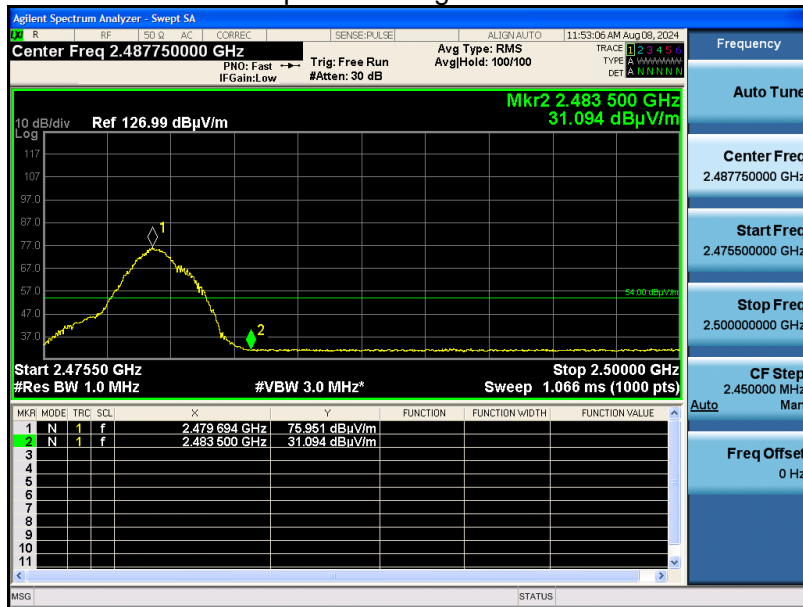 Agilent Spectrum Analyzer - Swept SA
LXI R RF 50 Ω AC CORREC SENSE:PULSE ALIGN AUTO 11:53:06 AM Aug 08, 2024
Center Freq 2.487750000 GHz
PNO: Fast
IFGain:Low
Trig: Free Run
#Atten: 30 dB
Avg Type: RMS
Avg|Hold: 100/100
TRACE 1 2 3 4 5 6
TYPE A WWWWW
DET A N N N N N
Mkr2 2.483 500 GHz
31.094 dBµV/m
10 dB/div Ref 126.99 dBµV/m
Log
117
107
97.0
87.0
77.0
67.0
57.0
47.0
37.0
1
2
54.00 dBµV/m
Start 2.47550 GHz Stop 2.50000 GHz
#Res BW 1.0 MHz #VBW 3.0 MHz* Sweep 1.066 ms (1000 pts)
MKR MODE TRC SCL X Y FUNCTION FUNCTION WIDTH FUNCTION VALUE
1 N 1 f 2.479 694 GHz 75.951 dBµV/m
2 N 1 f 2.483 500 GHz 31.094 dBµV/m
3
4
5
6
7
8
9
10
11
MSG STATUS
Frequency
Auto Tune
Center Freq
2.487750000 GHz
Start Freq
2.475500000 GHz
Stop Freq
2.500000000 GHz
CF Step
2.450000 MHz
Auto Man
Freq Offset
0 Hz